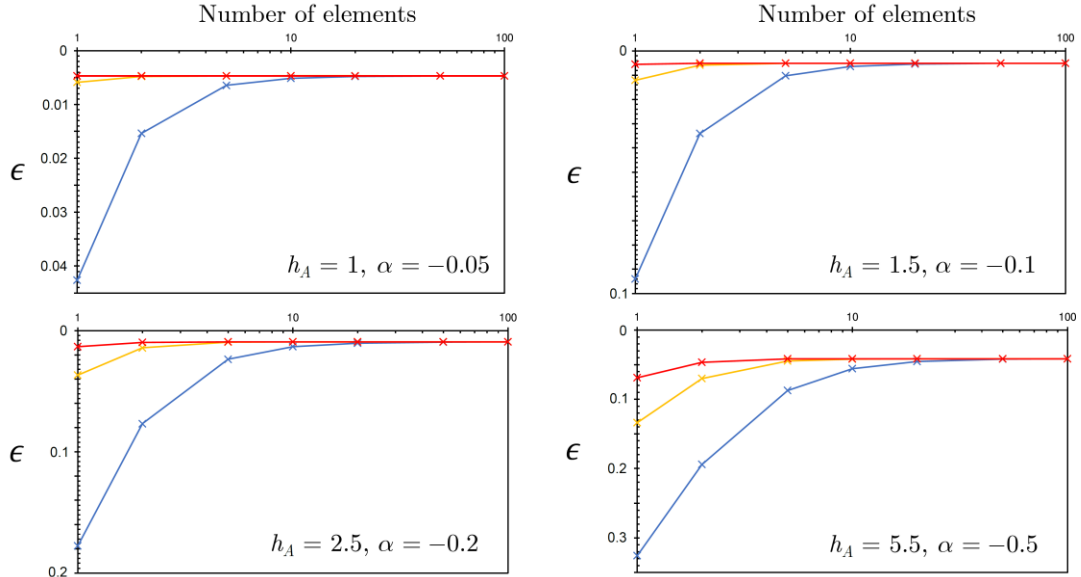 Number of elements
Number of elements
1 10 100
0
0.01
0.02
0.03
0.04
ϵ
h_A = 1, α = −0.05
1 10 100
0
0.1
ϵ
h_A = 1.5, α = −0.1
1 10 100
0
0.1
0.2
ϵ
h_A = 2.5, α = −0.2
1 10 100
0
0.1
0.2
0.3
ϵ
h_A = 5.5, α = −0.5